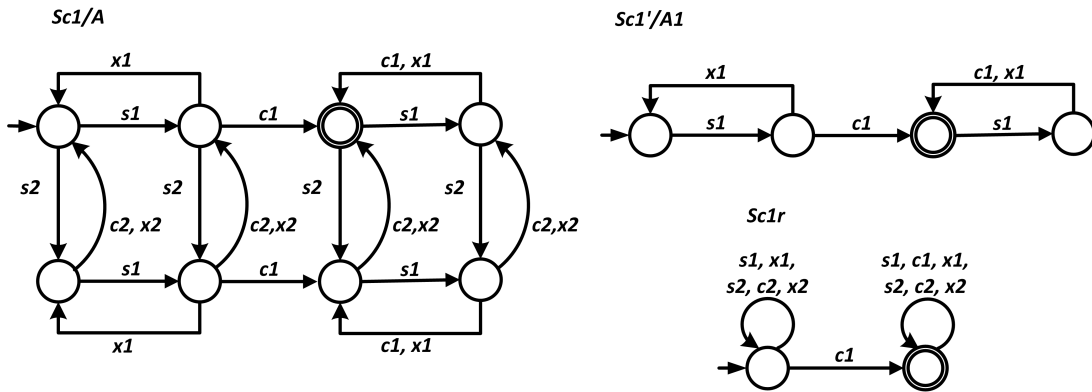 Sc1/A
x1
c1, x1
s1
c1
s1
s2
c2, x2
s2
c2,x2
s2
c2,x2
s2
c2,x2
s1
c1
s1
x1
c1, x1
Sc1'/A1
x1
c1, x1
s1
c1
s1
Sc1r
s1, x1,
s2, c2, x2
s1, c1, x1,
s2, c2, x2
c1